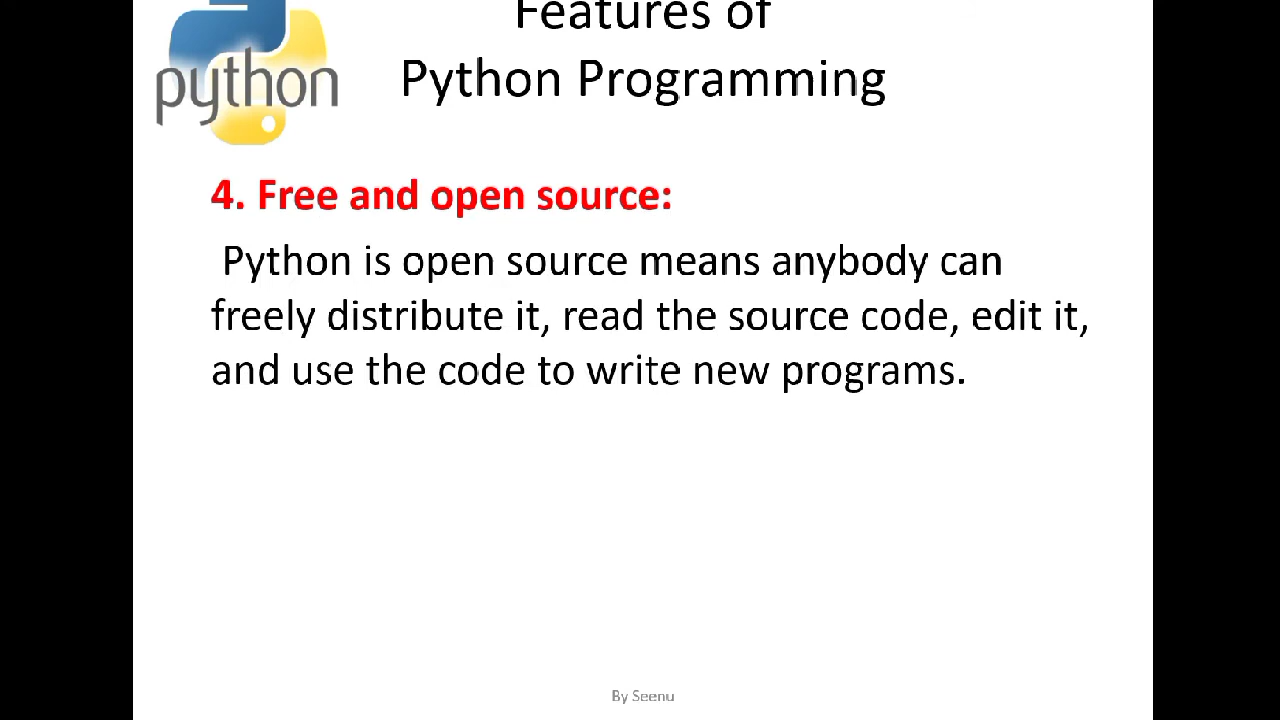 Features of
Python Programming
python
4. Free and open source:
Python is open source means anybody can
freely distribute it, read the source code, edit it,
and use the code to write new programs.
By Seenu